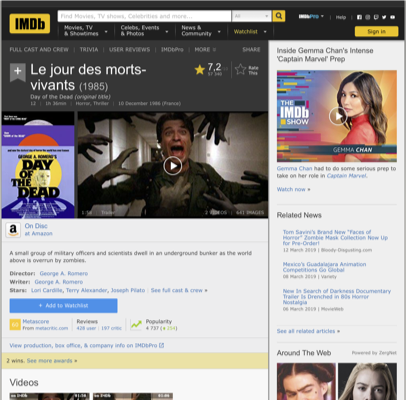 IMDb
Find Movies, TV shows, Celebrities and more...
All
IMDbPro
Help
Movies, TV & Showtimes
Celebs, Events & Photos
News & Community
Watchlist
Sign in
FULL CAST AND CREW | TRIVIA | USER REVIEWS | IMDbPro | MORE
SHARE
Le jour des morts-
vivants (1985)
Day of the Dead (original title)
12 | 1h 36min | Horror, Thriller | 10 December 1986 (France)
7,2
Rate This
GEORGE A. ROMERO'S
DAY OF THE DEAD
Trailer
3 VIDEOS
IMAGES
On Disc
at Amazon
A small group of military officers and scientists dwell in an underground bunker as the world
above is overrun by zombies.
Director: George A. Romero
Writer: George A. Romero
Stars: Lori Cardille, Terry Alexander, Joseph Pilato | See full cast & crew »
+ Add to Watchlist
Metascore
From metacritic.com
Reviews
428 user | 197 critic
Popularity
4 737
View production, box office, & company info on IMDbPro
2 wins. See more awards »
Videos
Inside Gemma Chan's Intense
'Captain Marvel' Prep
THE IMDb SHOW
GEMMA CHAN
Gemma Chan had to do some serious prep to
take on her role in Captain Marvel.
Watch now »
Related News
Tom Savini's Brand New "Faces of
Horror" Zombie Mask Collection Now Up
for Pre-Order!
12 March 2019 | Bloody-Disgusting.com
Mexico's Guadalajara Animation
Competitions Go Global
08 March 2019 | Variety
New In Search of Darkness Documentary
Trailer Is Drenched in 80s Horror
Nostalgia
06 March 2019 | MovieWeb
See all related articles »
Around The Web
Powered by ZergNet